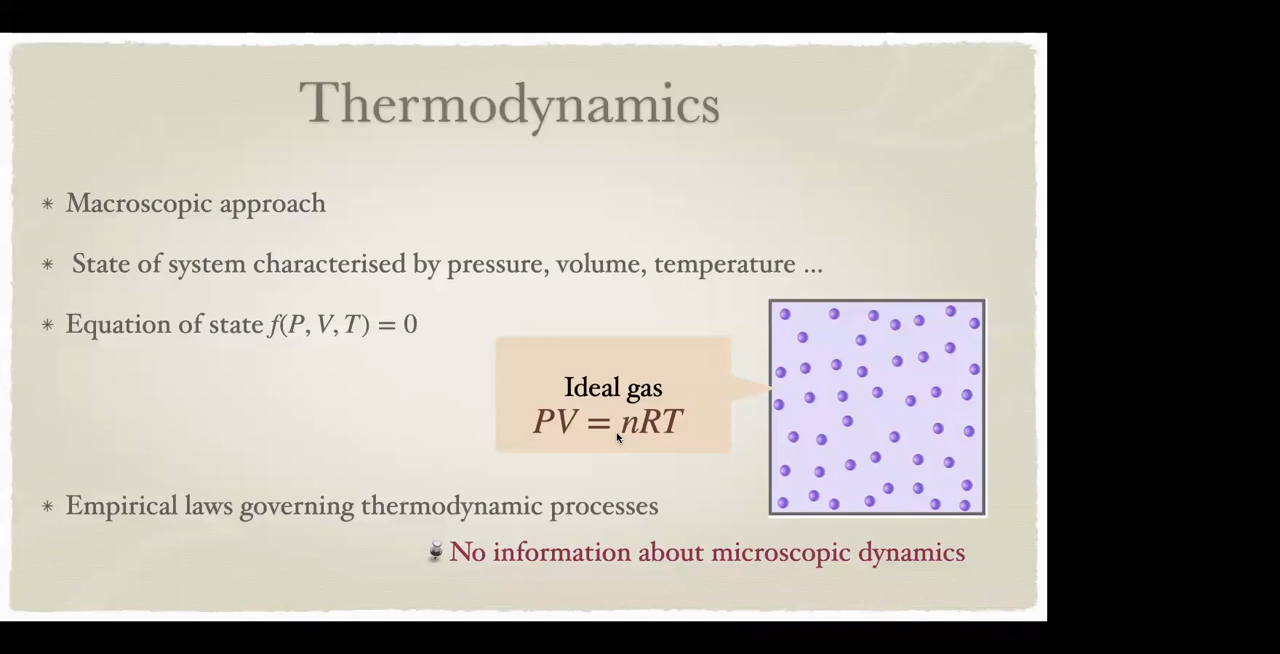 Thermodynamics
* Macroscopic approach
* State of system characterised by pressure, volume, temperature ...
* Equation of state f(P, V, T) = 0
Ideal gas
PV = nRT
* Empirical laws governing thermodynamic processes
No information about microscopic dynamics